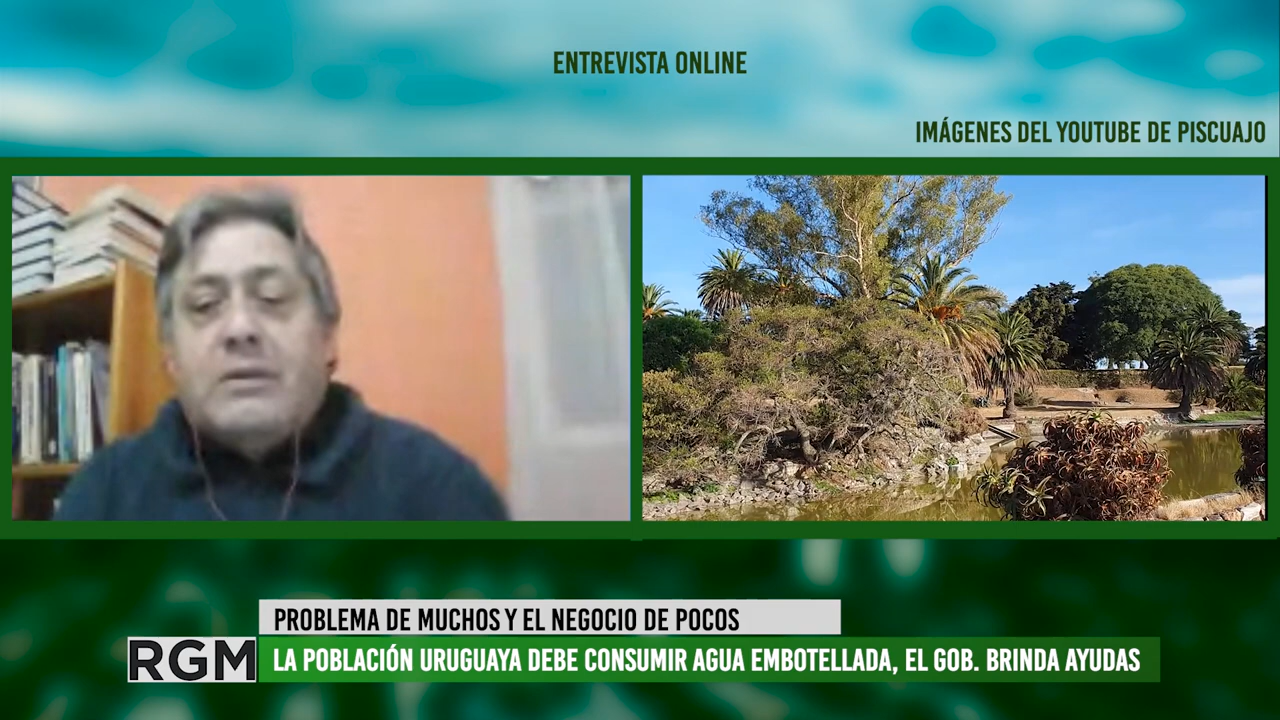 ENTREVISTA ONLINE
IMÁGENES DEL YOUTUBE DE PISCUAJO
PROBLEMA DE MUCHOS Y EL NEGOCIO DE POCOS
RGM
LA POBLACIÓN URUGUAYA DEBE CONSUMIR AGUA EMBOTELLADA, EL GOB. BRINDA AYUDAS